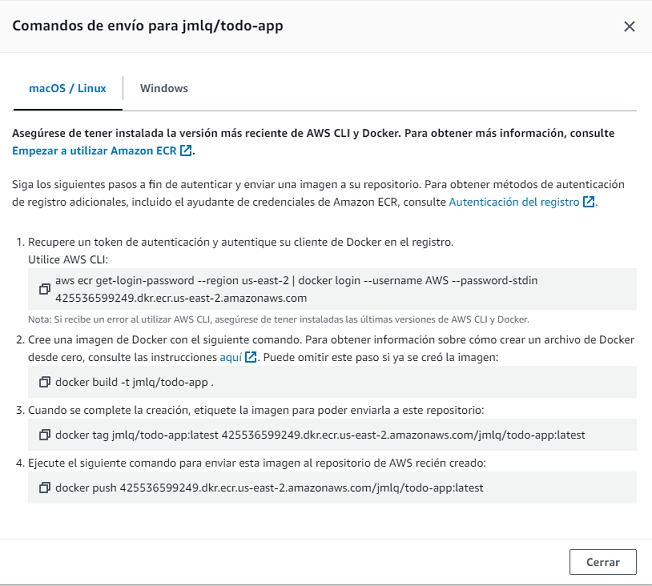 Comandos de envío para jmlq/todo-app
macOS / Linux
Windows
Asegúrese de tener instalada la versión más reciente de AWS CLI y Docker. Para obtener más información, consulte
Empezar a utilizar Amazon ECR.
Siga los siguientes pasos a fin de autenticar y enviar una imagen a su repositorio. Para obtener métodos de autenticación
de registro adicionales, incluido el ayudante de credenciales de Amazon ECR, consulte Autenticación del registro.
1. Recupere un token de autenticación y autentique su cliente de Docker en el registro.
Utilice AWS CLI:
aws ecr get-login-password --region us-east-2 | docker login --username AWS --password-stdin
425536599249.dkr.ecr.us-east-2.amazonaws.com
Nota: Si recibe un error al utilizar AWS CLI, asegúrese de tener instaladas las últimas versiones de AWS CLI y Docker.
2. Cree una imagen de Docker con el siguiente comando. Para obtener información sobre cómo crear un archivo de Docker
desde cero, consulte las instrucciones aquí. Puede omitir este paso si ya se creó la imagen:
docker build -t jmlq/todo-app .
3. Cuando se complete la creación, etiquete la imagen para poder enviarla a este repositorio:
docker tag jmlq/todo-app:latest 425536599249.dkr.ecr.us-east-2.amazonaws.com/jmlq/todo-app:latest
4. Ejecute el siguiente comando para enviar esta imagen al repositorio de AWS recién creado:
docker push 425536599249.dkr.ecr.us-east-2.amazonaws.com/jmlq/todo-app:latest
Cerrar